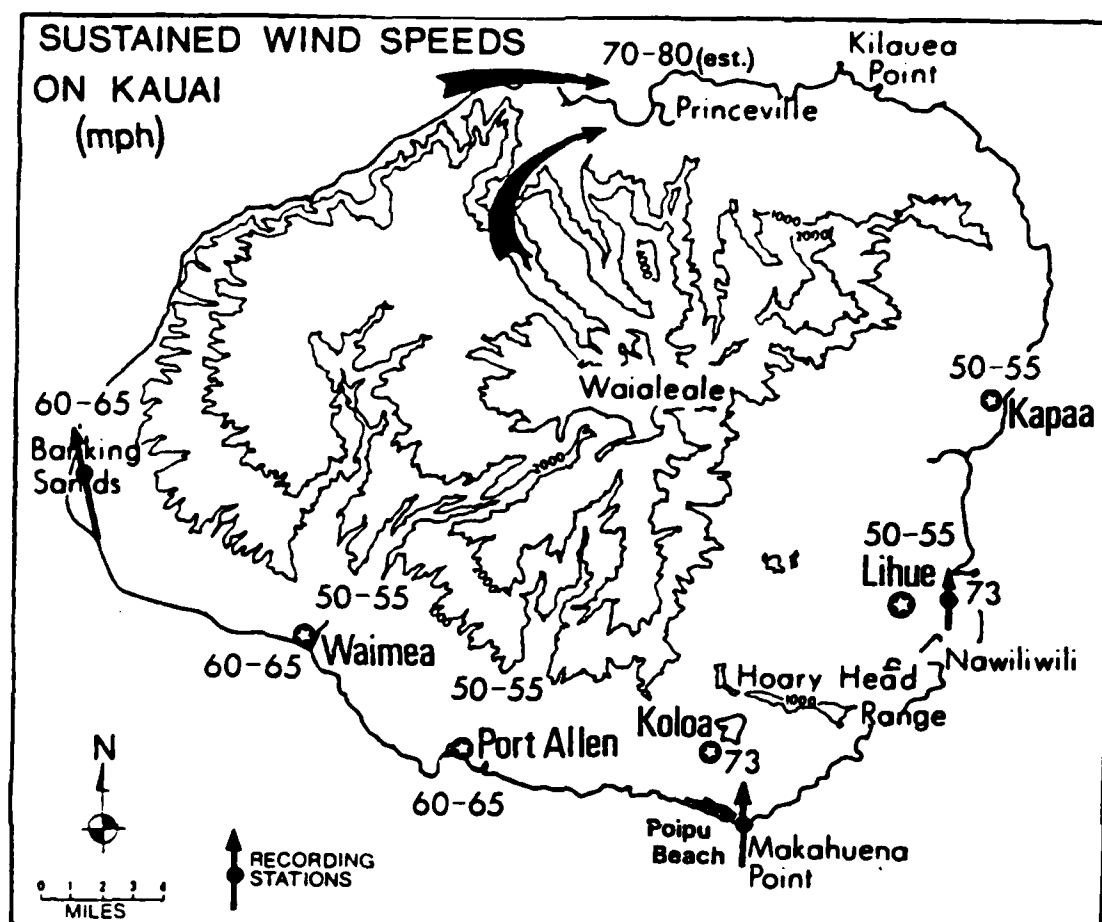 SUSTAINED WIND SPEEDS
ON KAUAI
(mph)
70-80 (est.)
Kilauea
Point
Princeville
1000
2000
Waialeale
50-55
Kapaa
60-65
Barking
Sands
2000
50-55
Lihue
73
Nawiliwili
50-55
Waimea
60-65
50-55
Hoary Head
Range
1000
Koloa
73
Port Allen
60-65
Poipu
Beach
Makahuena
Point
N
RECORDING
STATIONS
0 1 2 3 4
MILES